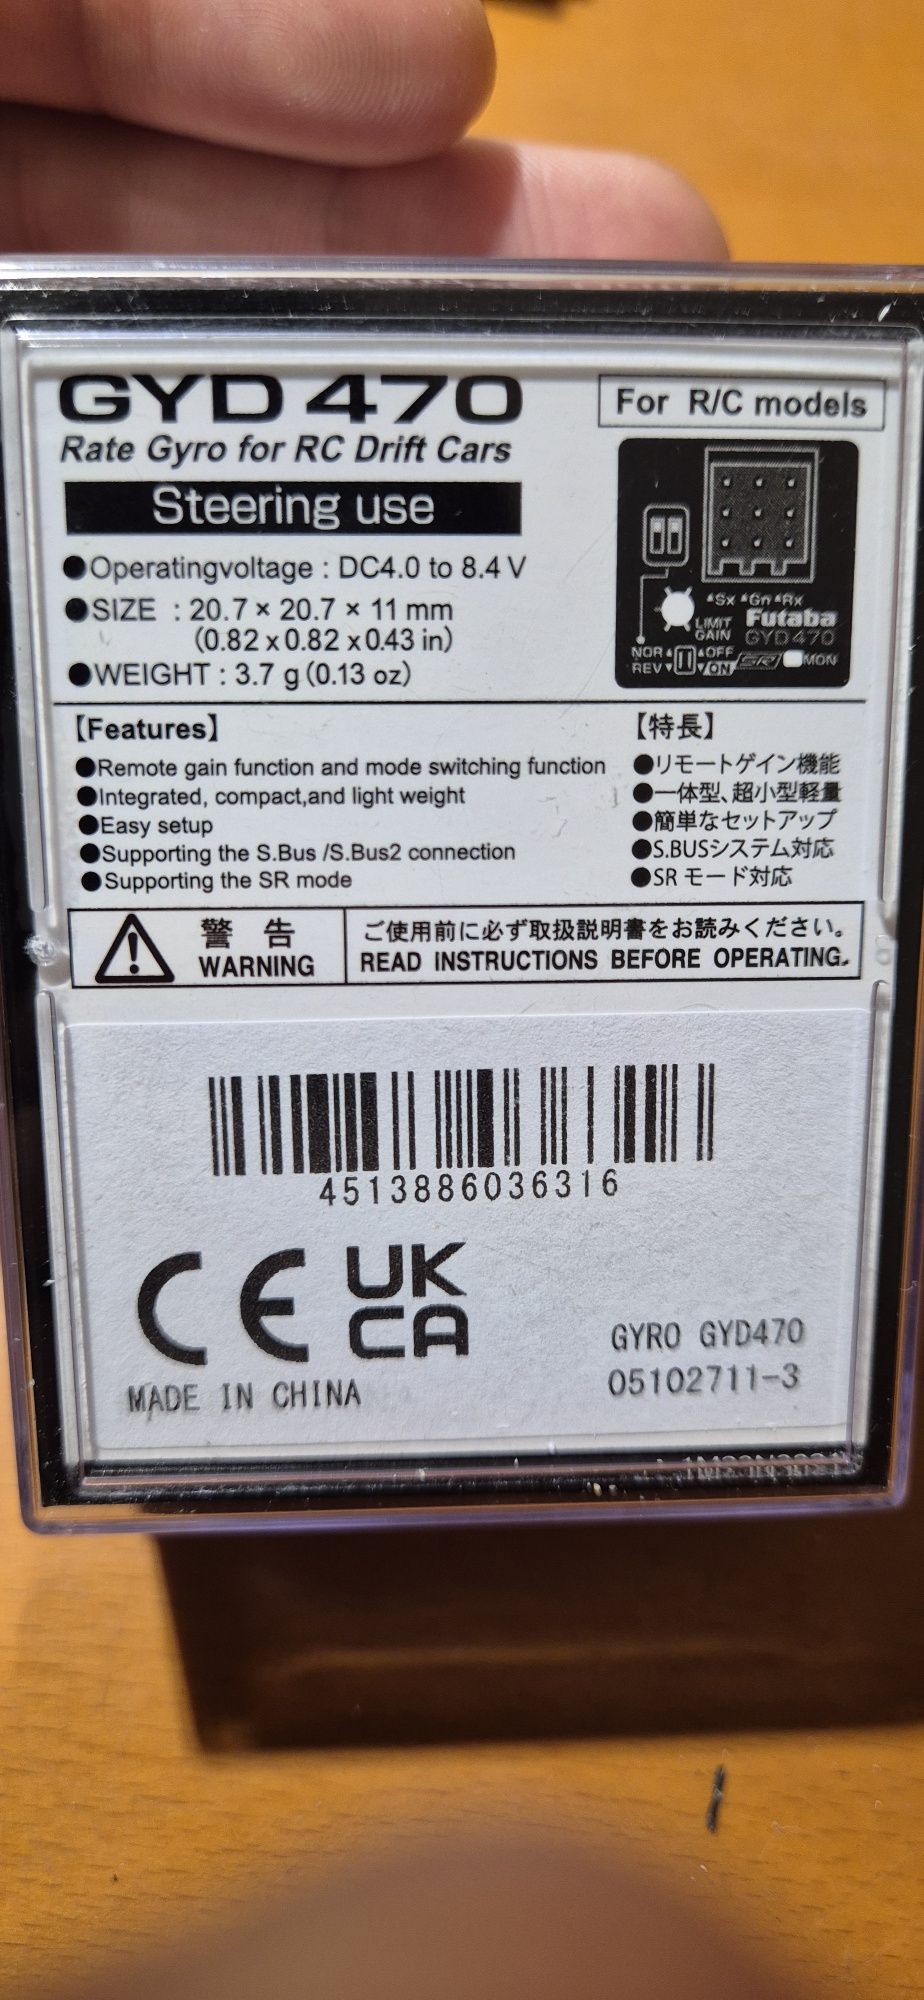 GYD 470
Rate Gyro for RC Drift Cars
Steering use
●Operatingvoltage : DC4.0 to 8.4 V
●SIZE : 20.7 × 20.7 × 11 mm
(0.82 x 0.82 x 0.43 in)
●WEIGHT : 3.7 g (0.13 oz)
For R/C models
▲Sx ▲Gn ▲Rx
LIMIT
GAIN
Futaba
GYD470
NOR▲ ▲OFF
REV▼ ▼ON SR MON
【Features】
●Remote gain function and mode switching function
●Integrated, compact,and light weight
●Easy setup
●Supporting the S.Bus /S.Bus2 connection
●Supporting the SR mode
【特長】
●リモートゲイン機能
●一体型、超小型軽量
●簡単なセットアップ
●S.BUSシステム対応
●SR モード対応
警 告
WARNING
ご使用前に必ず取扱説明書をお読みください。
READ INSTRUCTIONS BEFORE OPERATING.
4513886036316
CE UK
CA
MADE IN CHINA
GYRO GYD470
05102711-3